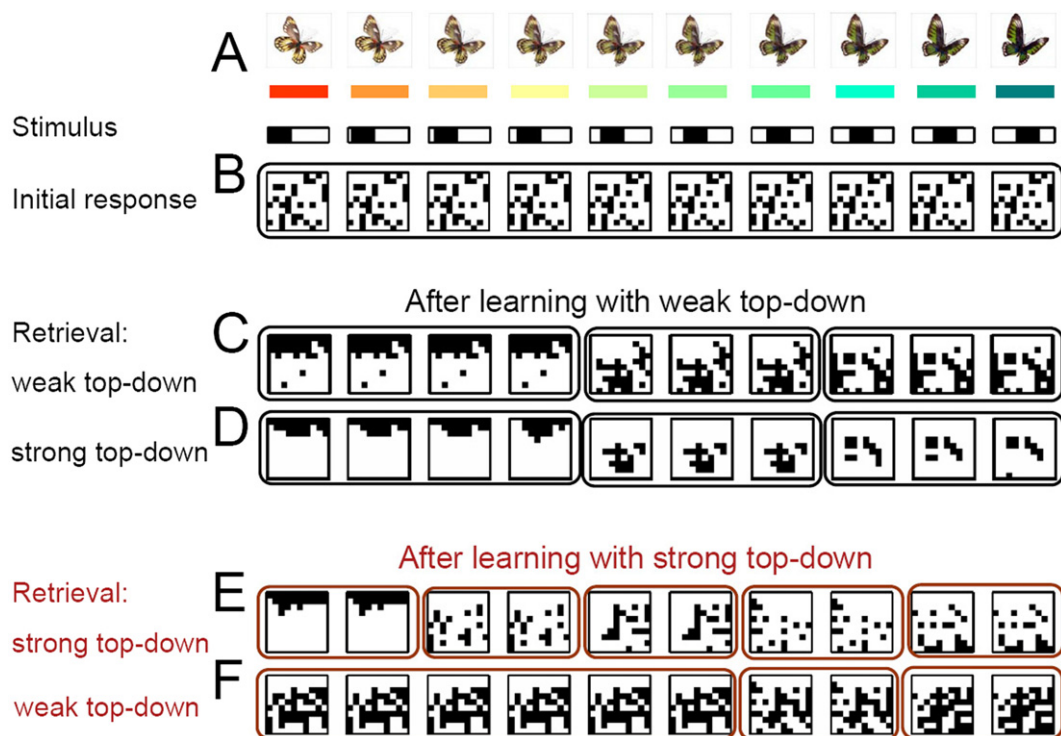 A
Stimulus
B
Initial response
After learning with weak top-down
Retrieval:
C
weak top-down
D
strong top-down
After learning with strong top-down
Retrieval:
E
strong top-down
F
weak top-down